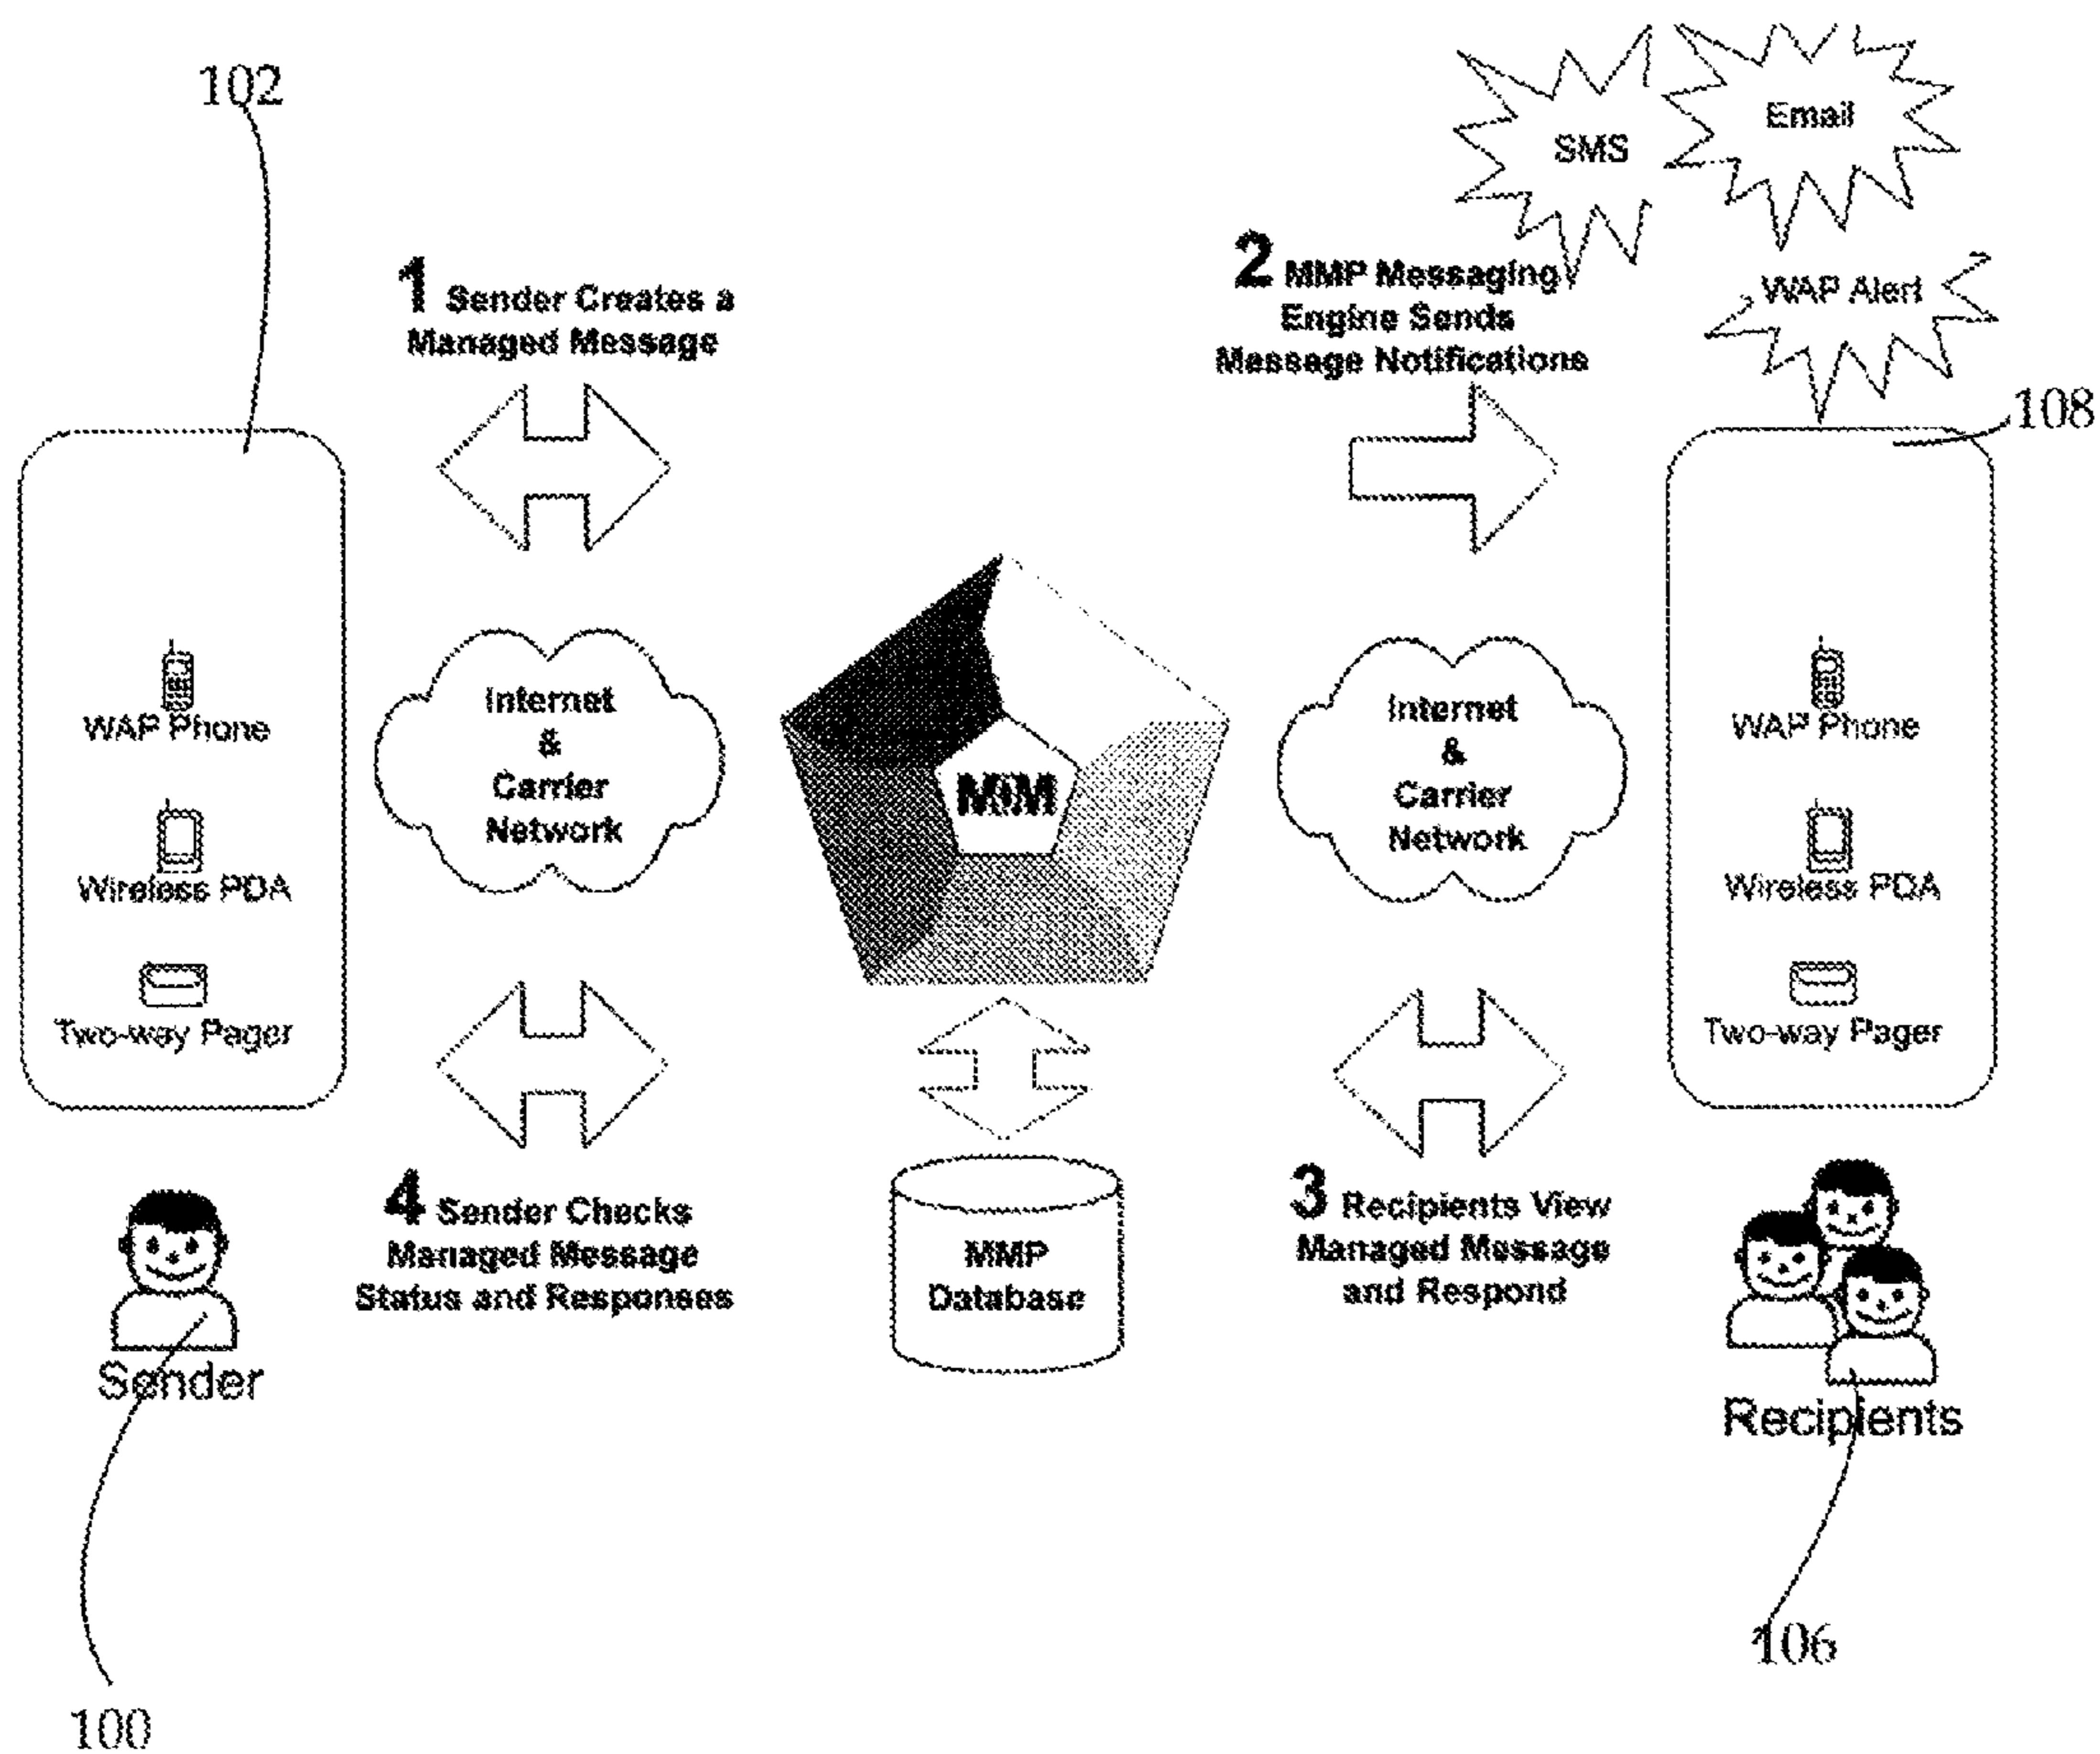 102
SMS
Email
1 Sender Creates a
Managed Message
2 MMP Messaging
Engine Sends
Message Notifications
WAP Alert
108
WAP Phone
Wireless PDA
Two-way Pager
Internet
&
Carrier
Network
MIM
Internet
&
Carrier
Network
WAP Phone
Wireless PDA
Two-way Pager
4 Sender Checks
Managed Message
Status and Responses
MMP
Database
3 Recipients View
Managed Message
and Respond
Sender
Recipients
106
100